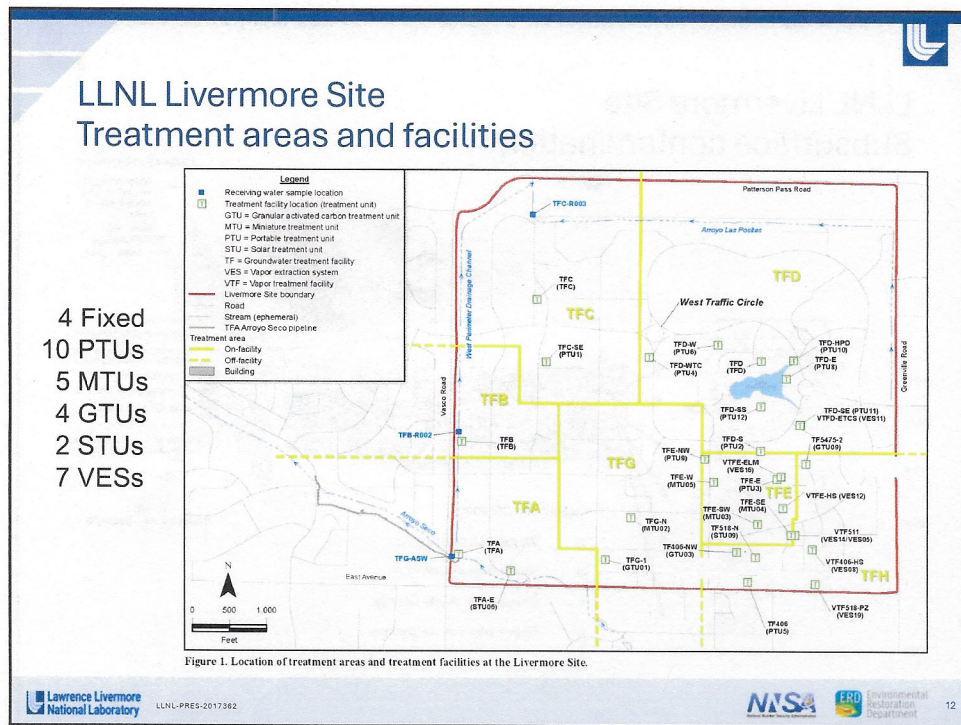 LLNL Livermore Site
Treatment areas and facilities
4 Fixed
10 PTUs
5 MTUs
4 GTUs
2 STUs
7 VESs
Legend
Receiving water sample location
Treatment facility location (treatment unit)
GTU = Granular activated carbon treatment unit
MTU = Miniature treatment unit
PTU = Portable treatment unit
STU = Solar treatment unit
TF = Groundwater treatment facility
VES = Vapor extraction system
VTF = Vapor treatment facility
Livermore Site boundary
Road
Stream (ephemeral)
TFA Arroyo Seco pipeline
Treatment area
On-facility
Off-facility
Building
Patterson Pass Road
TFC-R003
Arroyo Las Positas
West Perimeter Drainage Channel
TFC
(TFC)
TFC
TFD
West Traffic Circle
TFC-SE
(PTU1)
TFD-W
(PTU6)
TFD-WTC
(PTU4)
TFD
(TFD)
TFD-HPD
(PTU10)
TFD-E
(PTU8)
Greenville Road
Vasco Road
TFB
TFD-SS
(PTU12)
TFD-SE (PTU11)
VTFD-ETCS (VES11)
TFB-R002
TFB
(TFB)
TFD-S
(PTU2)
TF5475-2
(GTU09)
TFG
TFE-NW
(PTU9)
VTFE-ELM
(VES16)
TFE-W
(MTU05)
TFE-E
(PTU3)
TFE
VTFE-HS (VES12)
TFA
TFE-SE
(MTU04)
TFE-SW
(MTU03)
TFG-N
(MTU02)
TF518-N
(STU09)
VTF511
(VES14/VES05)
Arroyo Seco
TFA
(TFA)
TFG-ASW
TFG-1
(GTU01)
TF406-NW
(GTU03)
VTF406-HS
(VES08)
TFH
East Avenue
TFA-E
(STU06)
VTF518-PZ
(VES19)
TF406
(PTU5)
N
0 500 1,000
Feet
Figure 1. Location of treatment areas and treatment facilities at the Livermore Site.
Lawrence Livermore
National Laboratory
LLNL-PRES-2017362
NNSA
National Nuclear Security Administration
ERD
Environmental
Restoration
Department
12